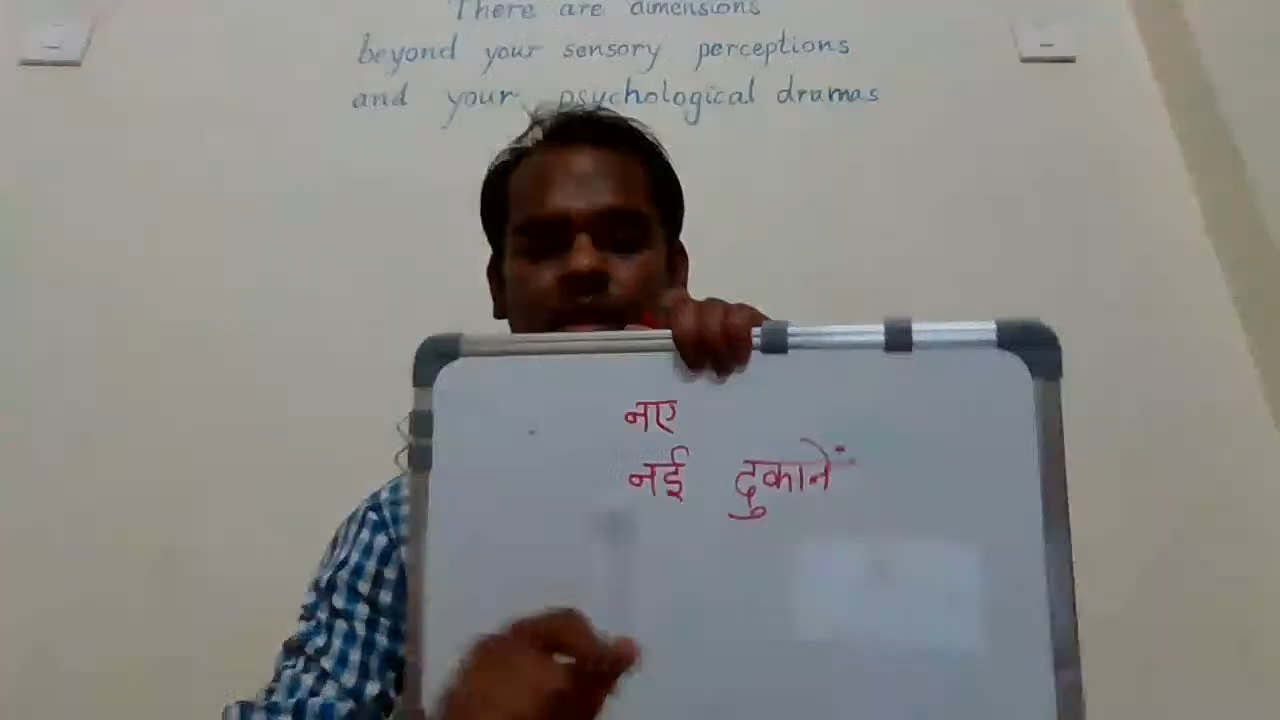 There are dimensions
beyond your sensory perceptions
and your psychological dramas
नए
नई दुकानें